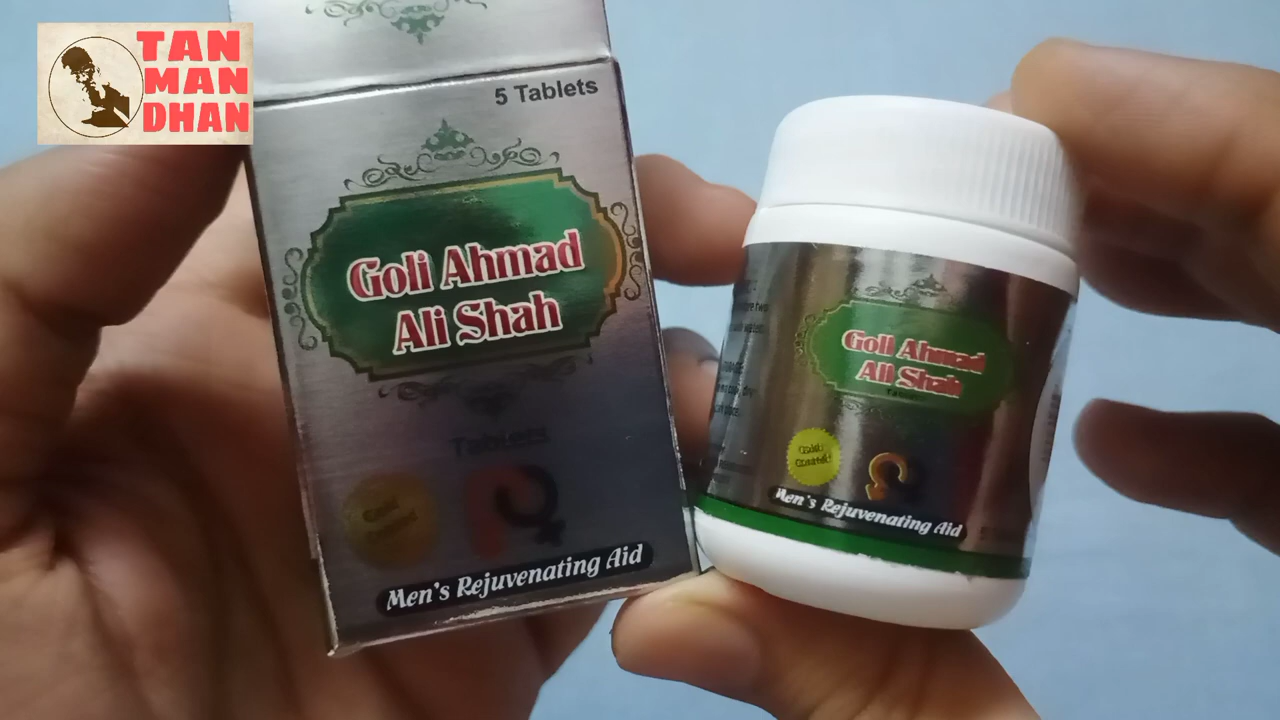 TAN
MAN
DHAN
5 Tablets
Goli Ahmad
Ali Shah
Tablets
Men's Rejuvenating Aid
Goli Ahmad
Ali Shah
Tablets
Men's Rejuvenating Aid